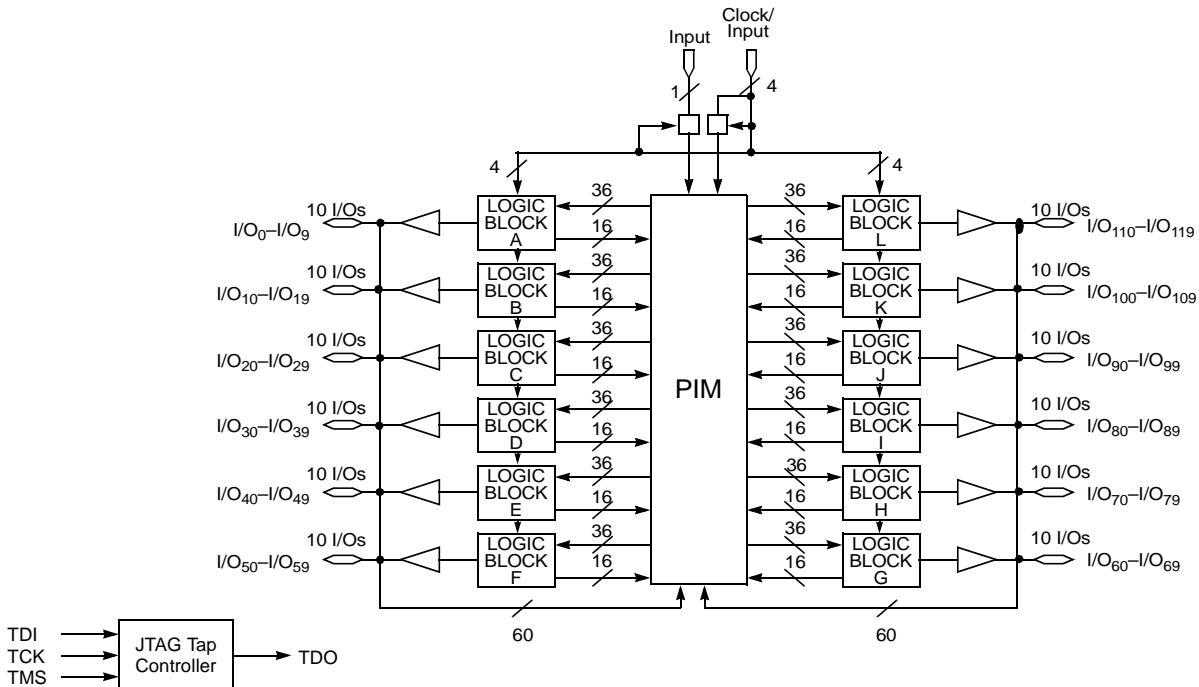 Clock/
Input
Input
1
4
4
4
10 I/Os
I/O0–I/O9
LOGIC
BLOCK
A
36
16
36
16
LOGIC
BLOCK
L
10 I/Os
I/O110–I/O119
10 I/Os
I/O10–I/O19
LOGIC
BLOCK
B
36
16
36
16
LOGIC
BLOCK
K
10 I/Os
I/O100–I/O109
10 I/Os
I/O20–I/O29
LOGIC
BLOCK
C
36
16
PIM
36
16
LOGIC
BLOCK
J
10 I/Os
I/O90–I/O99
10 I/Os
I/O30–I/O39
LOGIC
BLOCK
D
36
16
36
16
LOGIC
BLOCK
I
10 I/Os
I/O80–I/O89
10 I/Os
I/O40–I/O49
LOGIC
BLOCK
E
36
16
36
16
LOGIC
BLOCK
H
10 I/Os
I/O70–I/O79
10 I/Os
I/O50–I/O59
LOGIC
BLOCK
F
36
16
36
16
LOGIC
BLOCK
G
10 I/Os
I/O60–I/O69
60
60
TDI
TCK
TMS
JTAG Tap
Controller
TDO